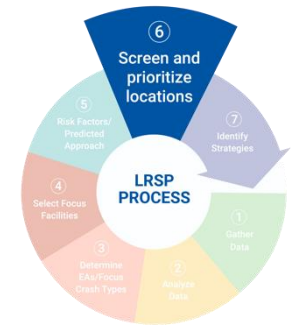 6
Screen and
prioritize
locations
7
Identify
Strategies
1
Gather
Data
2
Analyze
Data
3
Determine
EAs/Focus
Crash Types
4
Select Focus
Facilities
5
Risk Factors/
Predicted
Approach
LRSP
PROCESS